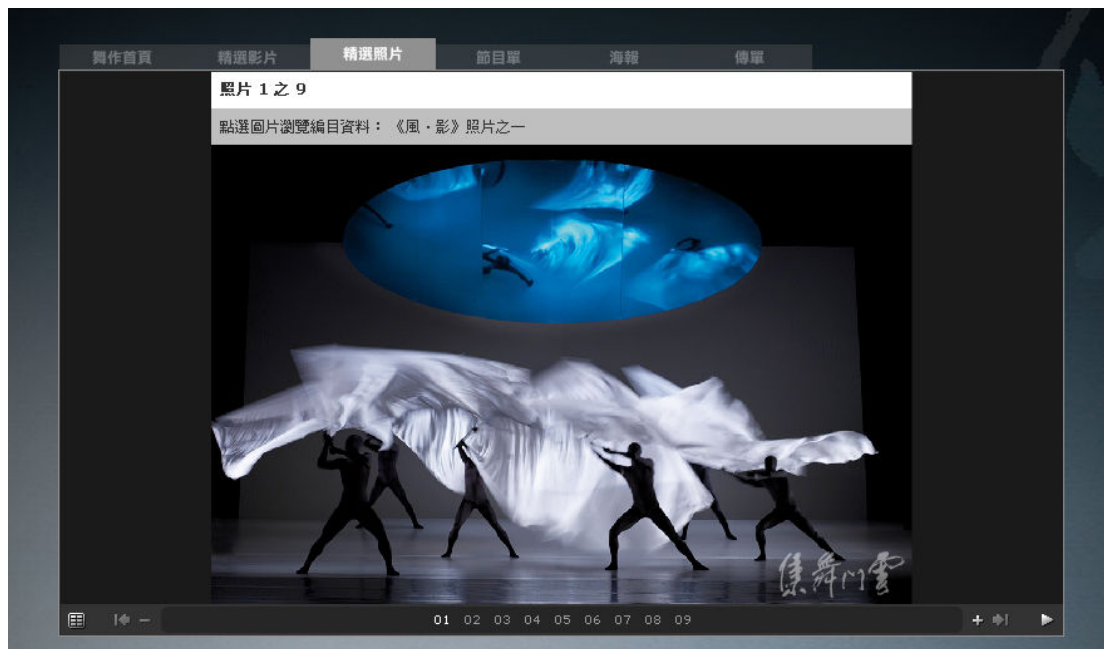 舞作首頁 精選影片 精選照片 節目單 海報 傳單
照片 1 之 9
點選圖片瀏覽編目資料：《風·影》照片之一
雲門舞集
01 02 03 04 05 06 07 08 09